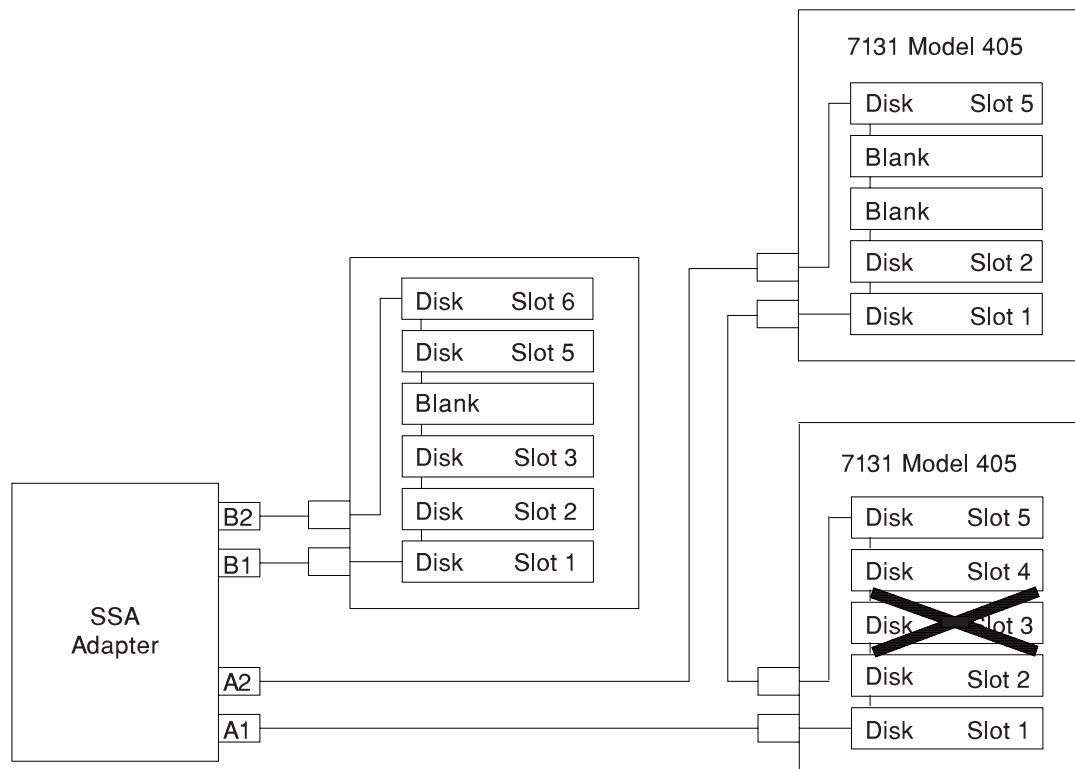 7131 Model 405
Disk Slot 5
Blank
Blank
Disk Slot 2
Disk Slot 1
Disk Slot 6
Disk Slot 5
Blank
Disk Slot 3
Disk Slot 2
Disk Slot 1
7131 Model 405
Disk Slot 5
Disk Slot 4
Disk Slot 3
Disk Slot 2
Disk Slot 1
SSA
Adapter
B2
B1
A2
A1